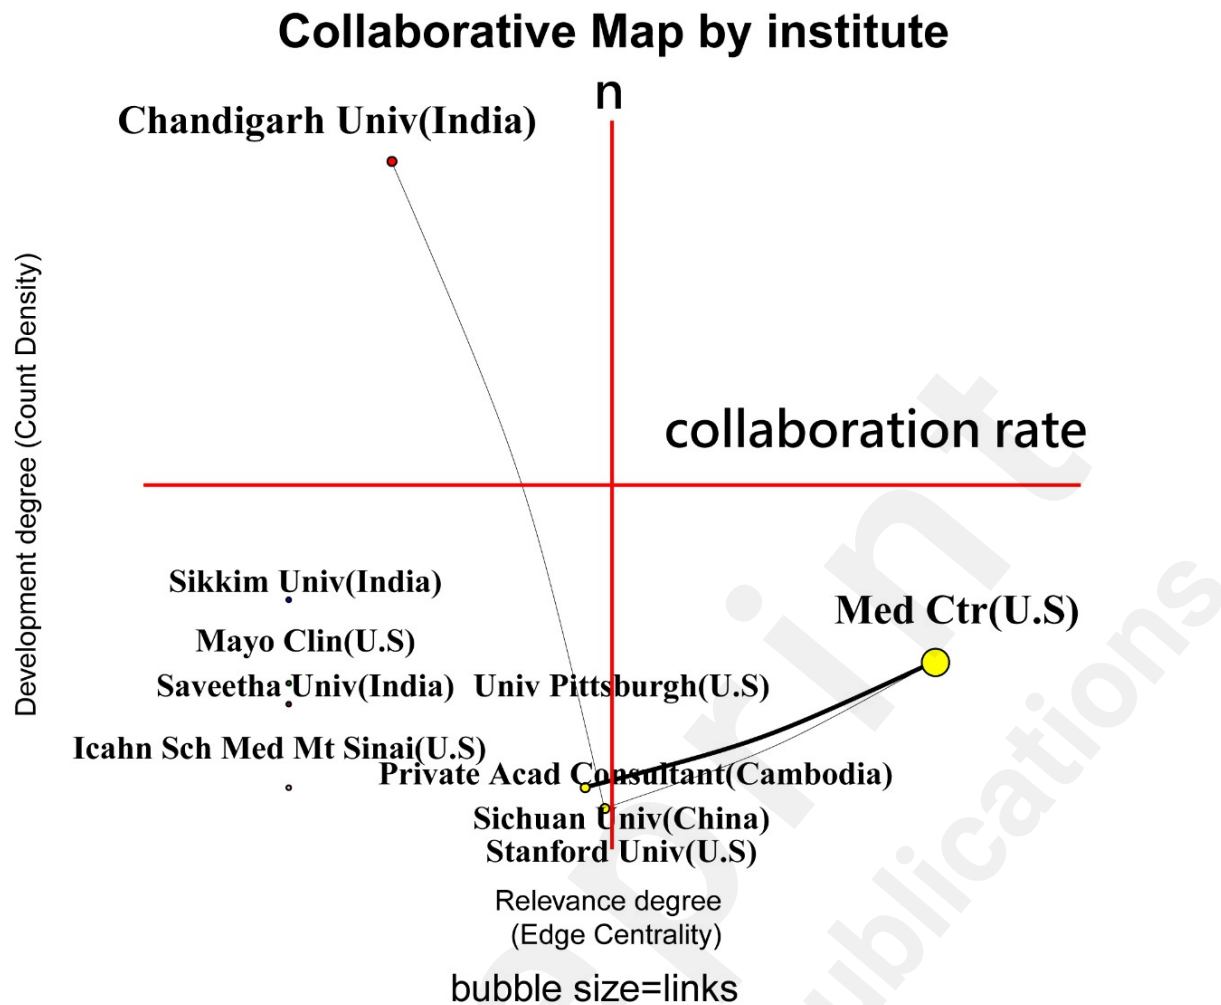 Collaborative Map by institute
n
Chandigarh Univ(India)
Development degree (Count Density)
collaboration rate
Sikkim Univ(India)
Med Ctr(U.S)
Mayo Clin(U.S)
Saveetha Univ(India) Univ Pittsburgh(U.S)
Icahn Sch Med Mt Sinai(U.S)
Private Acad Consultant(Cambodia)
Sichuan Univ(China)
Stanford Univ(U.S)
Relevance degree
(Edge Centrality)
bubble size=links